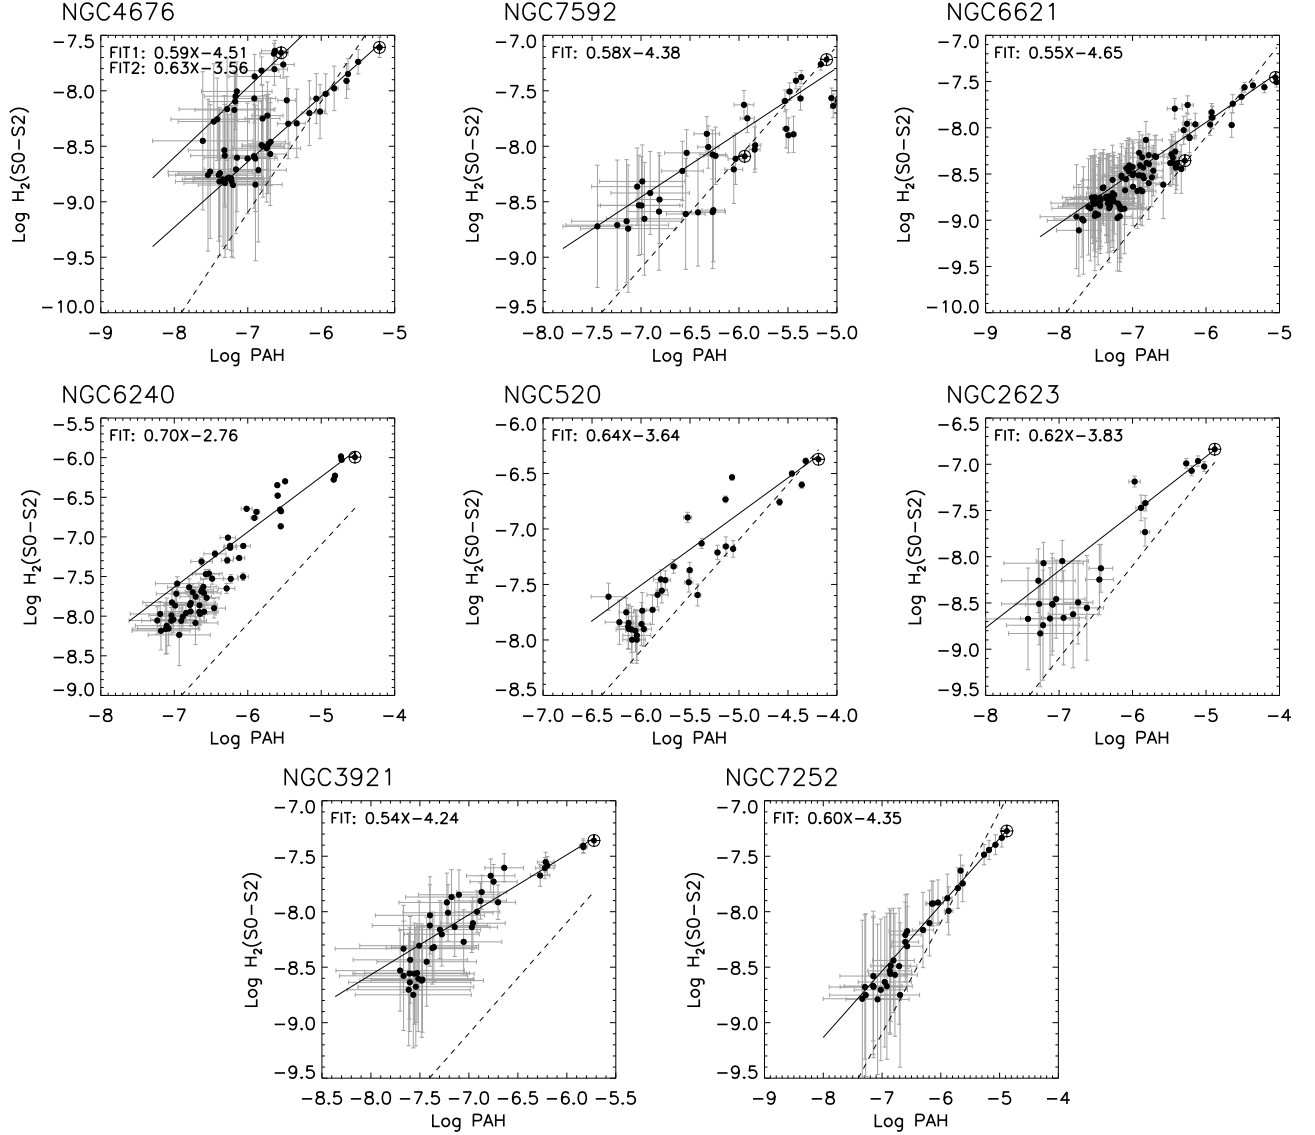 NGC4676
FIT1: 0.59X−4.51
FIT2: 0.63X−3.56
−7.5
−8.0
−8.5
−9.0
−9.5
−10.0
−9 −8 −7 −6 −5
Log PAH
Log H2(S0−S2)
NGC7592
FIT: 0.58X−4.38
−7.0
−7.5
−8.0
−8.5
−9.0
−9.5
−8.0 −7.5 −7.0 −6.5 −6.0 −5.5 −5.0
Log PAH
Log H2(S0−S2)
NGC6621
FIT: 0.55X−4.65
−7.0
−7.5
−8.0
−8.5
−9.0
−9.5
−10.0
−9 −8 −7 −6 −5
Log PAH
Log H2(S0−S2)
NGC6240
FIT: 0.70X−2.76
−5.5
−6.0
−6.5
−7.0
−7.5
−8.0
−8.5
−9.0
−8 −7 −6 −5 −4
Log PAH
Log H2(S0−S2)
NGC520
FIT: 0.64X−3.64
−6.0
−6.5
−7.0
−7.5
−8.0
−8.5
−7.0 −6.5 −6.0 −5.5 −5.0 −4.5 −4.0
Log PAH
Log H2(S0−S2)
NGC2623
FIT: 0.62X−3.83
−6.5
−7.0
−7.5
−8.0
−8.5
−9.0
−9.5
−8 −7 −6 −5 −4
Log PAH
Log H2(S0−S2)
NGC3921
FIT: 0.54X−4.24
−7.0
−7.5
−8.0
−8.5
−9.0
−9.5
−8.5 −8.0 −7.5 −7.0 −6.5 −6.0 −5.5
Log PAH
Log H2(S0−S2)
NGC7252
FIT: 0.60X−4.35
−7.0
−7.5
−8.0
−8.5
−9.0
−9.5
−9 −8 −7 −6 −5 −4
Log PAH
Log H2(S0−S2)